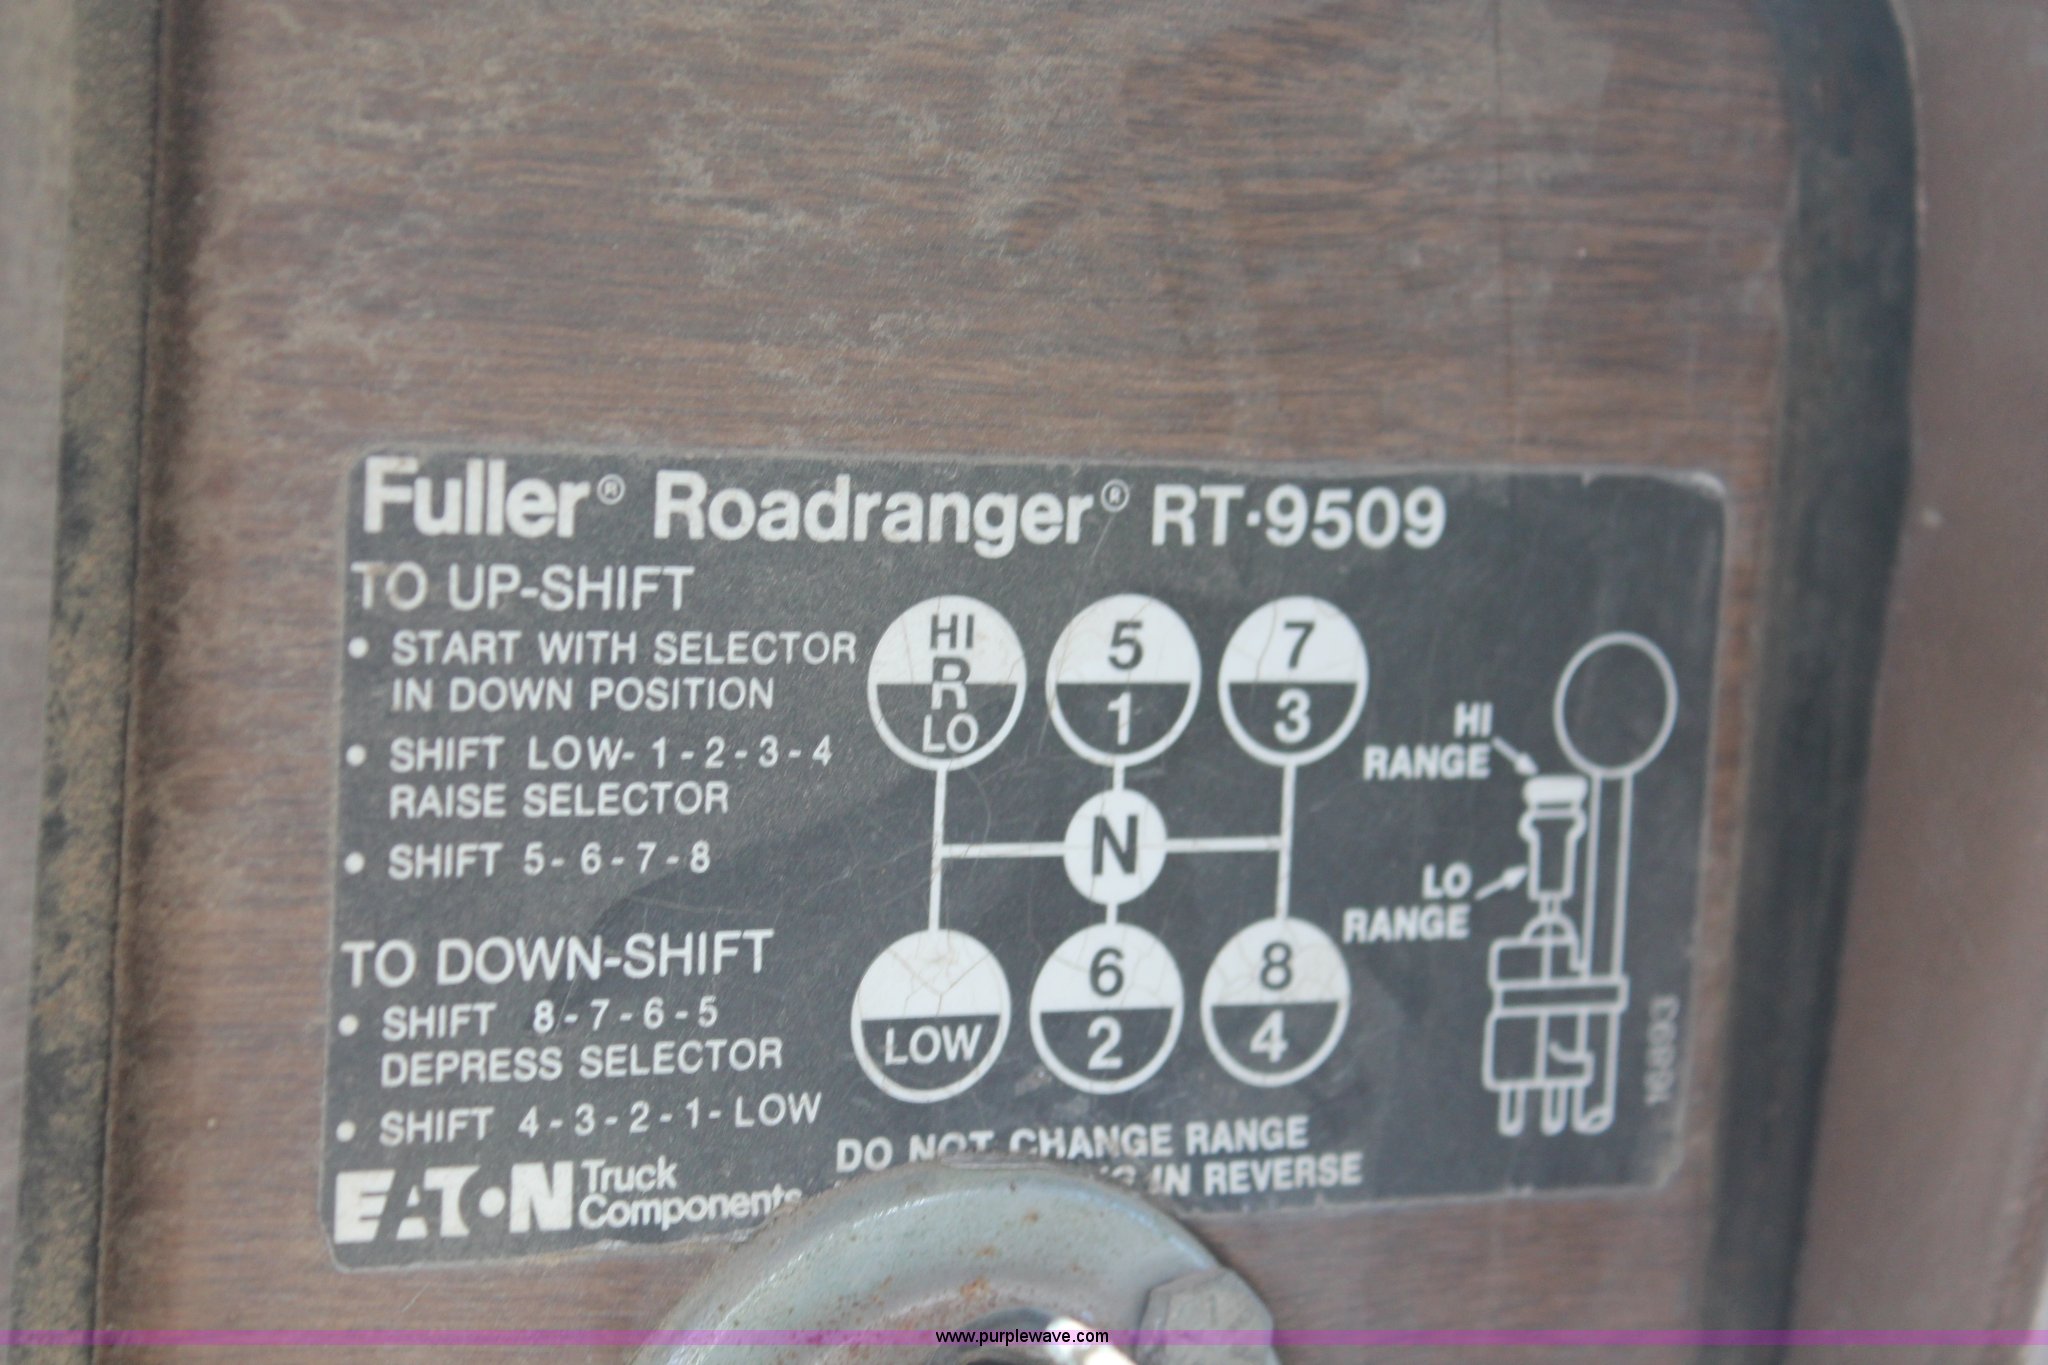 Fuller® Roadranger® RT·9509
TO UP-SHIFT
• START WITH SELECTOR
IN DOWN POSITION
• SHIFT LOW- 1 - 2 - 3 - 4
RAISE SELECTOR
• SHIFT 5 - 6 - 7 - 8
TO DOWN-SHIFT
• SHIFT 8 - 7 - 6 - 5
DEPRESS SELECTOR
• SHIFT 4 - 3 - 2 - 1- LOW
EATON Truck
Components
HI
R
LO
5
1
7
3
N
LOW
6
2
8
4
HI
RANGE
LO
RANGE
DO NOT CHANGE RANGE
IN REVERSE
www.purplewave.com